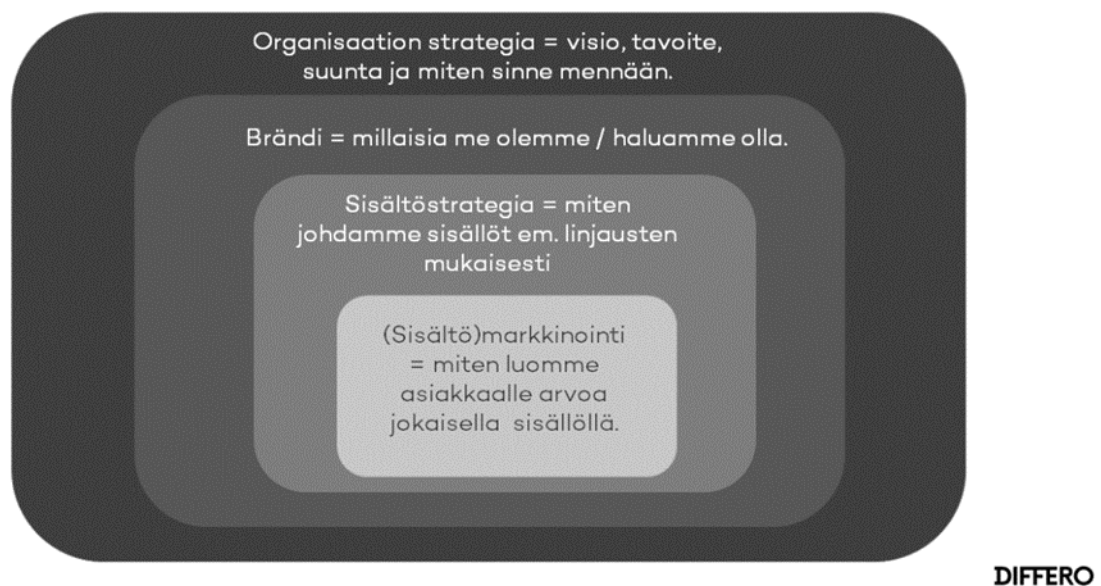 Organisaation strategia = visio, tavoite,
suunta ja miten sinne mennään.
Brändi = millaisia me olemme / haluamme olla.
Sisältöstrategia = miten
johdamme sisällöt em. linjausten
mukaisesti
(Sisältö)markkinointi
= miten luomme
asiakkaalle arvoa
jokaisella sisällöllä.
DIFFERO